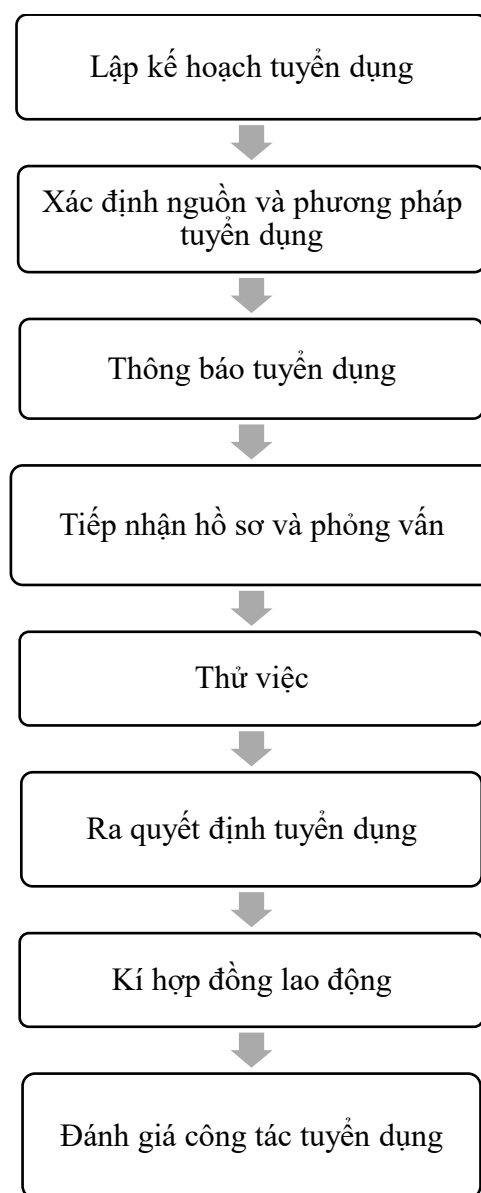 Lập kế hoạch tuyển dụng
Xác định nguồn và phương pháp
tuyển dụng
Thông báo tuyển dụng
Tiếp nhận hồ sơ và phỏng vấn
Thử việc
Ra quyết định tuyển dụng
Kí hợp đồng lao động
Đánh giá công tác tuyển dụng